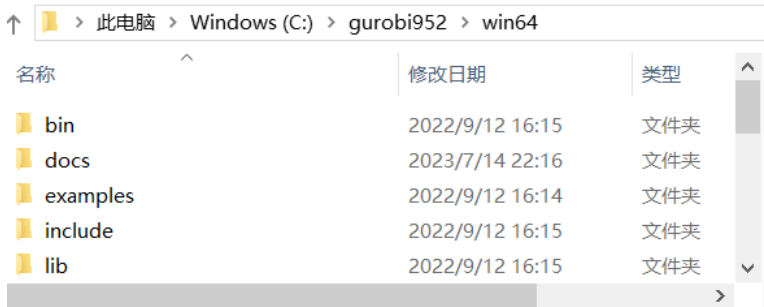 此电脑 > Windows (C:) > gurobi952 > win64
名称 修改日期 类型
bin 2022/9/12 16:15 文件夹
docs 2023/7/14 22:16 文件夹
examples 2022/9/12 16:14 文件夹
include 2022/9/12 16:15 文件夹
lib 2022/9/12 16:15 文件夹